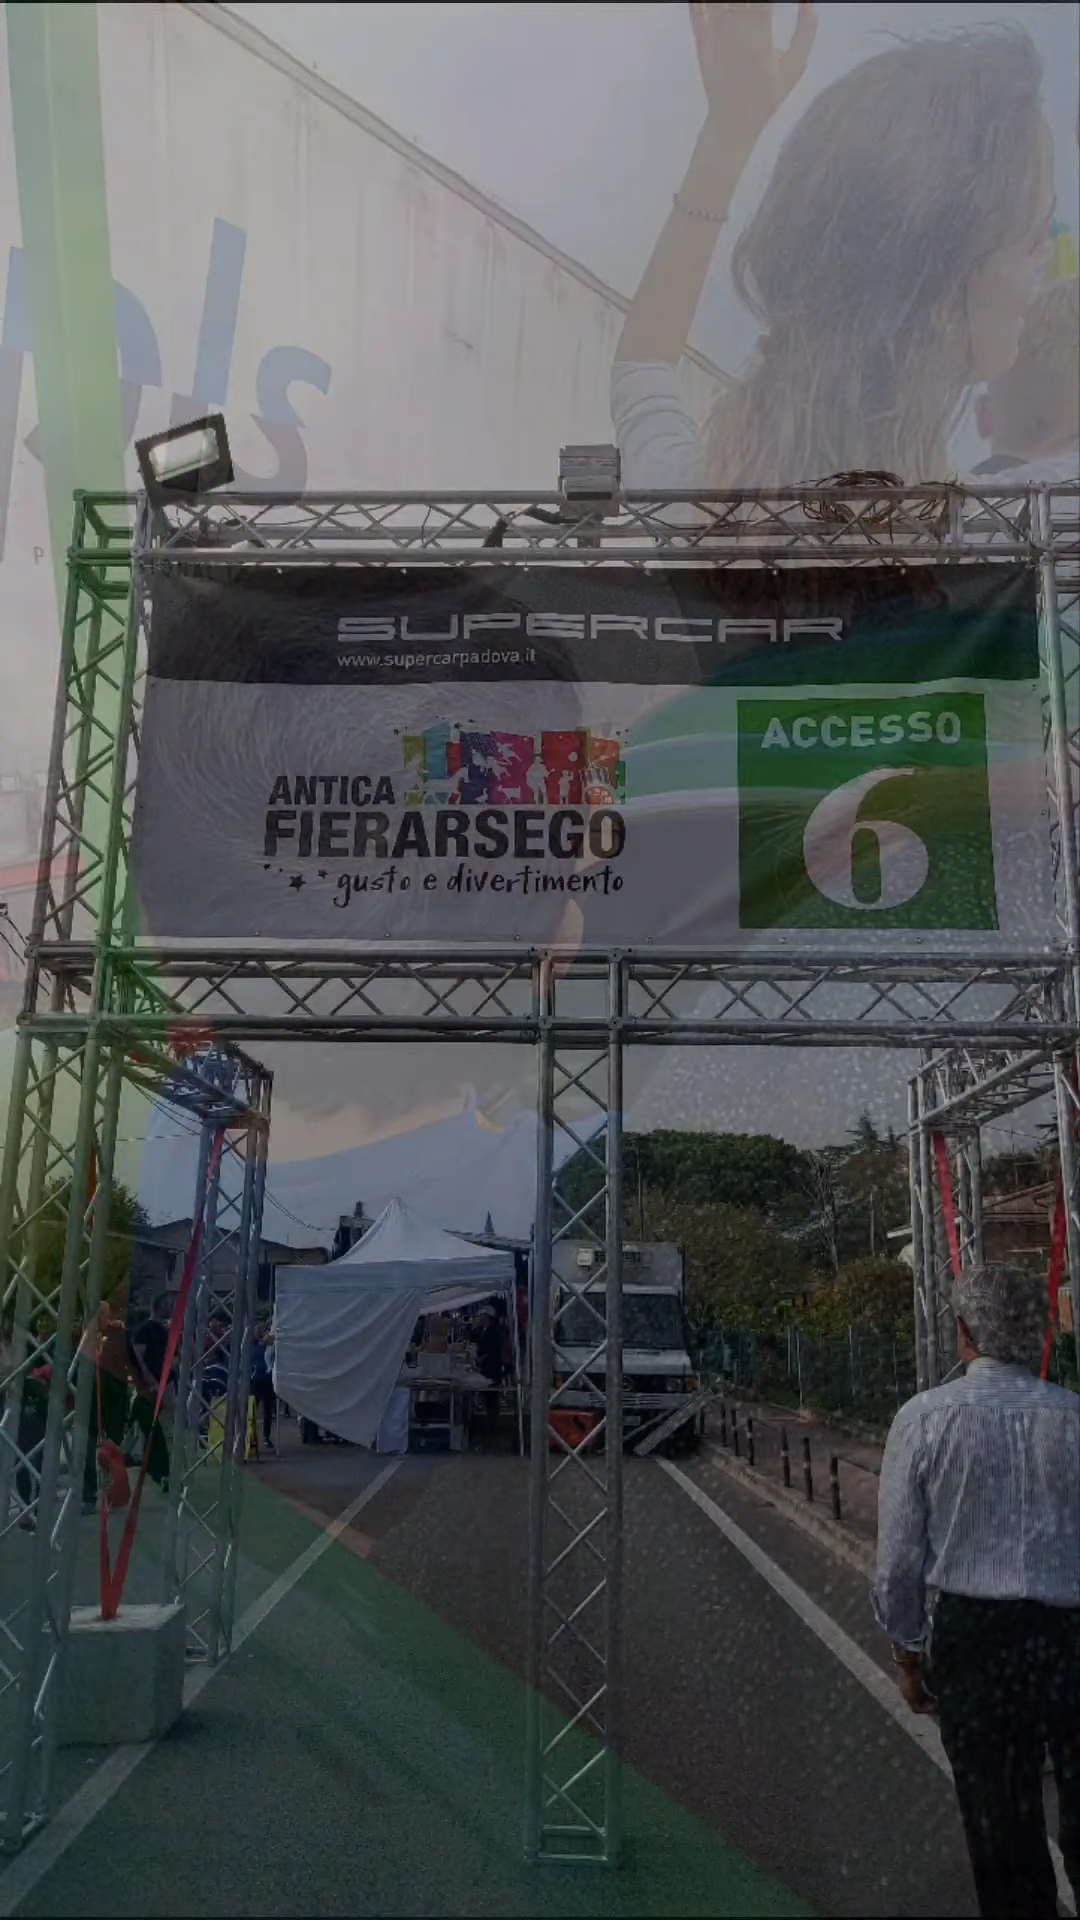 SUPERCAR
www.supercarpadova.it
ANTICA
FIERARSEGO
gusto e divertimento
ACCESSO
6